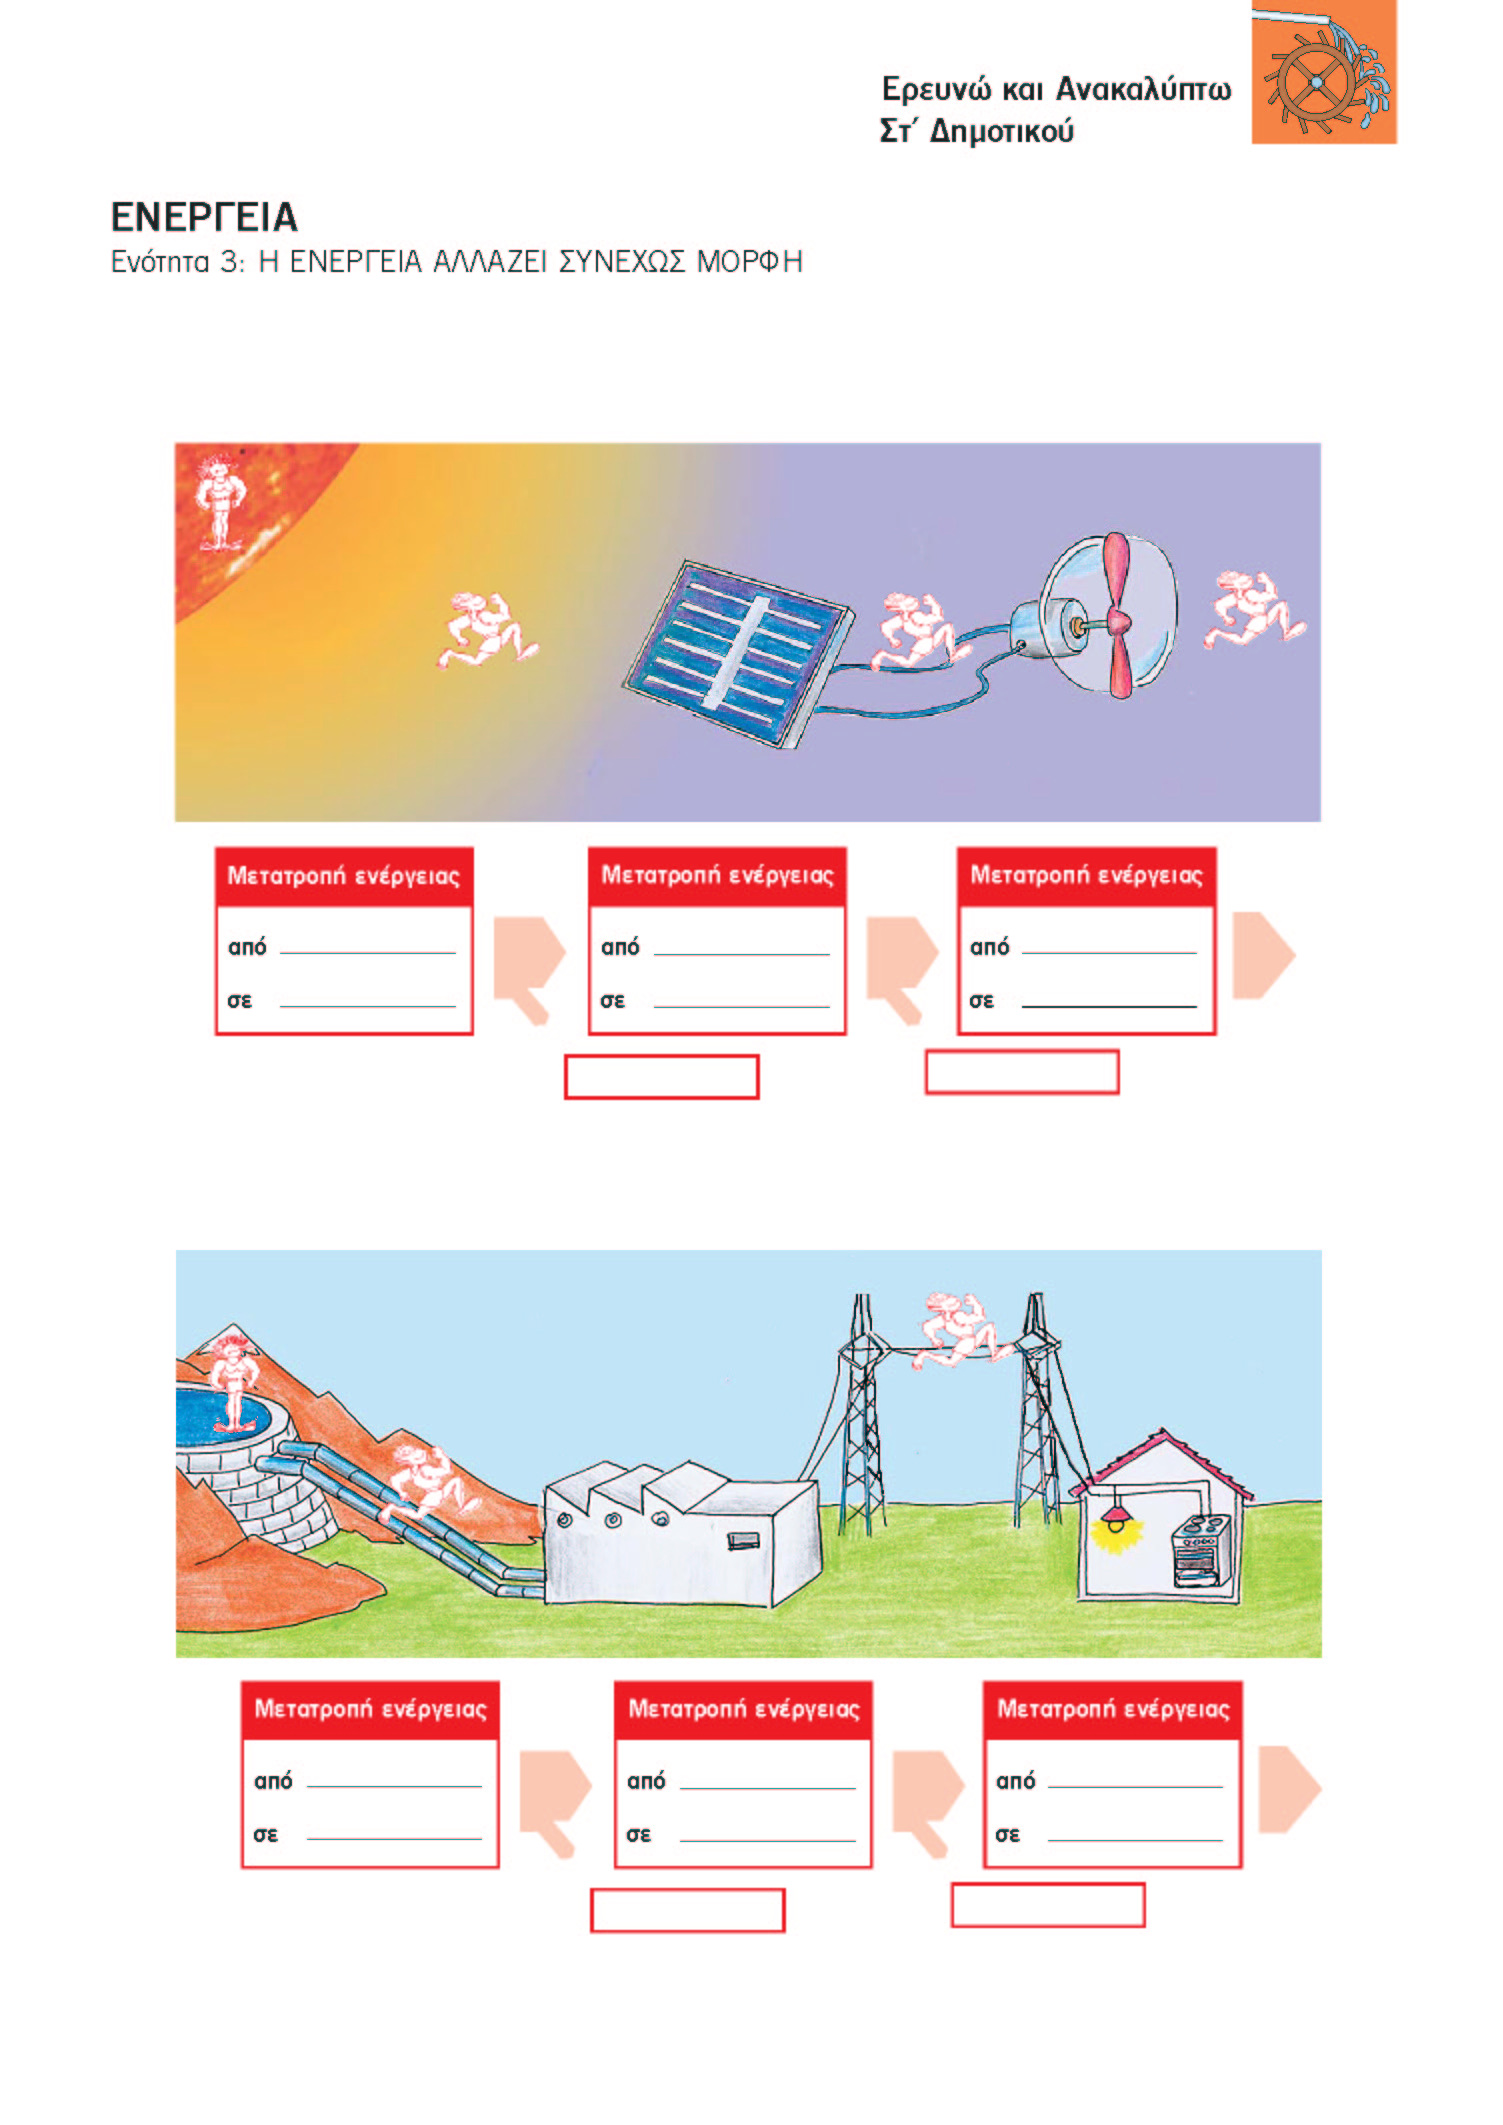 Ερευνώ και Ανακαλύπτω
Στ΄ Δημοτικού
ΕΝΕΡΓΕΙΑ
Ενότητα 3: Η ΕΝΕΡΓΕΙΑ ΑΛΛΑΖΕΙ ΣΥΝΕΧΩΣ ΜΟΡΦΗ
Μετατροπή ενέργειας
από
σε
Μετατροπή ενέργειας
από
σε
Μετατροπή ενέργειας
από
σε
Μετατροπή ενέργειας
από
σε
Μετατροπή ενέργειας
από
σε
Μετατροπή ενέργειας
από
σε